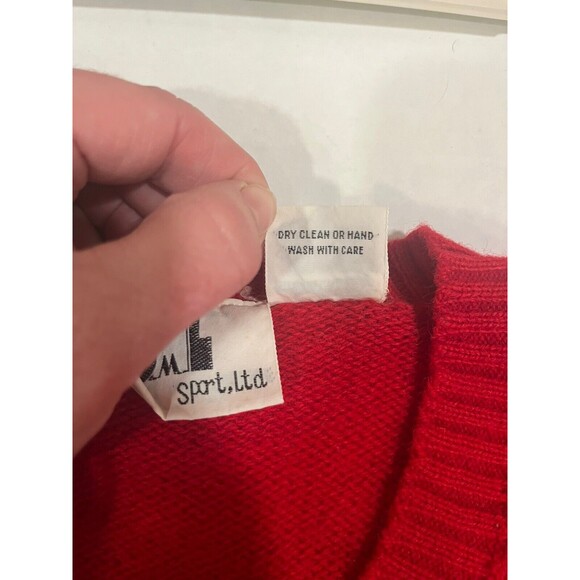 DRY CLEAN OR HAND
WASH WITH CARE
M
Sport,Ltd